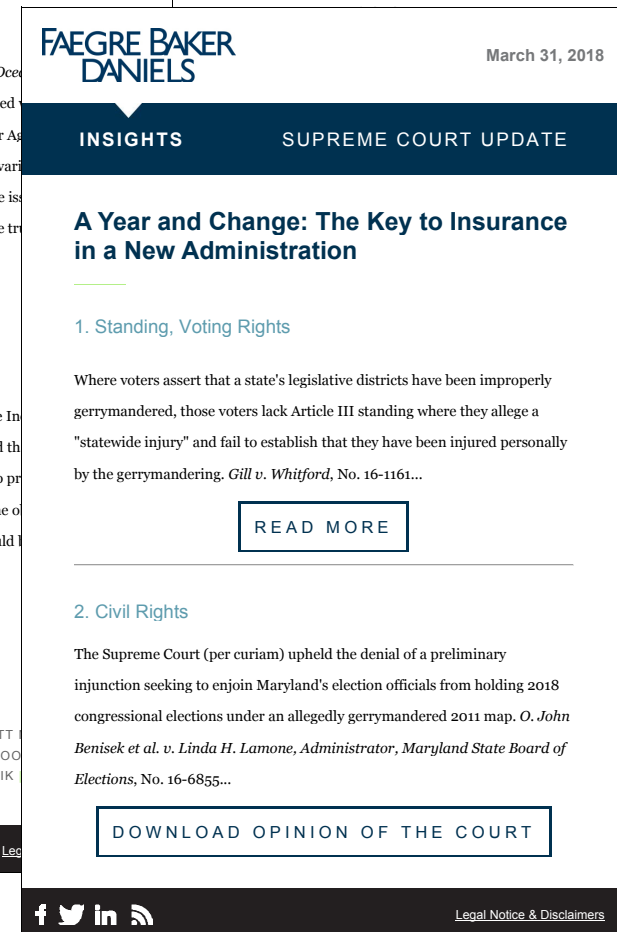 FAEGRE BAKER
DANIELS
March 31, 2018
INSIGHTS
SUPREME COURT UPDATE
A Year and Change: The Key to Insurance
in a New Administration
1. Standing, Voting Rights
Where voters assert that a state's legislative districts have been improperly
gerrymandered, those voters lack Article III standing where they allege a
"statewide injury" and fail to establish that they have been injured personally
by the gerrymandering. Gill v. Whitford, No. 16-1161...
READ MORE
2. Civil Rights
The Supreme Court (per curiam) upheld the denial of a preliminary
injunction seeking to enjoin Maryland's election officials from holding 2018
congressional elections under an allegedly gerrymandered 2011 map. O. John
Benisek et al. v. Linda H. Lamone, Administrator, Maryland State Board of
Elections, No. 16-6855...
DOWNLOAD OPINION OF THE COURT
Legal Notice & Disclaimers